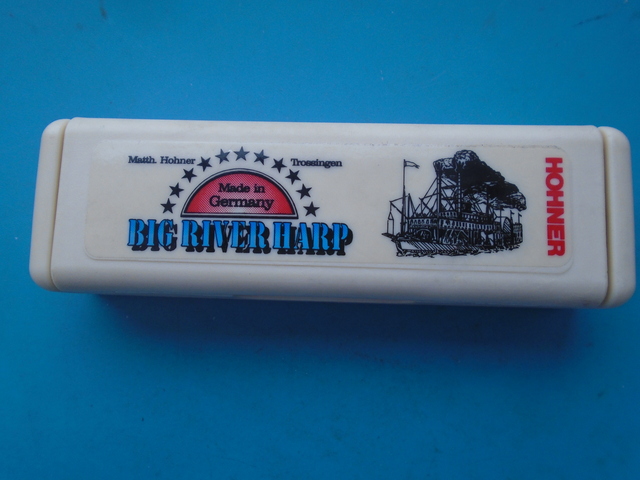 Matth. Hohner Trossingen
Made in
Germany
BIG RIVER HARP
HOHNER